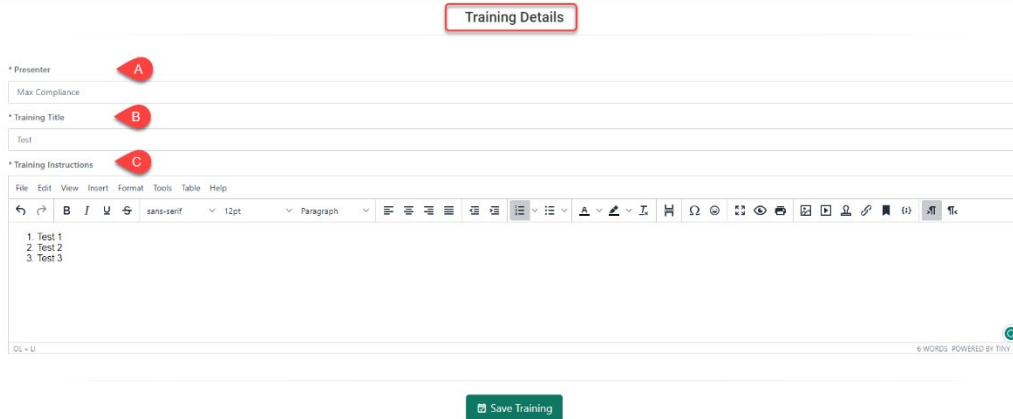 Training Details
* Presenter
A
Max Compliance
* Training Title
B
Test
* Training Instructions
C
File Edit View Insert Format Tools Table Help
B I U S sans-serif 12pt Paragraph
1. Test 1
2. Test 2
3. Test 3
OL » LI
6 WORDS POWERED BY TINY
Save Training